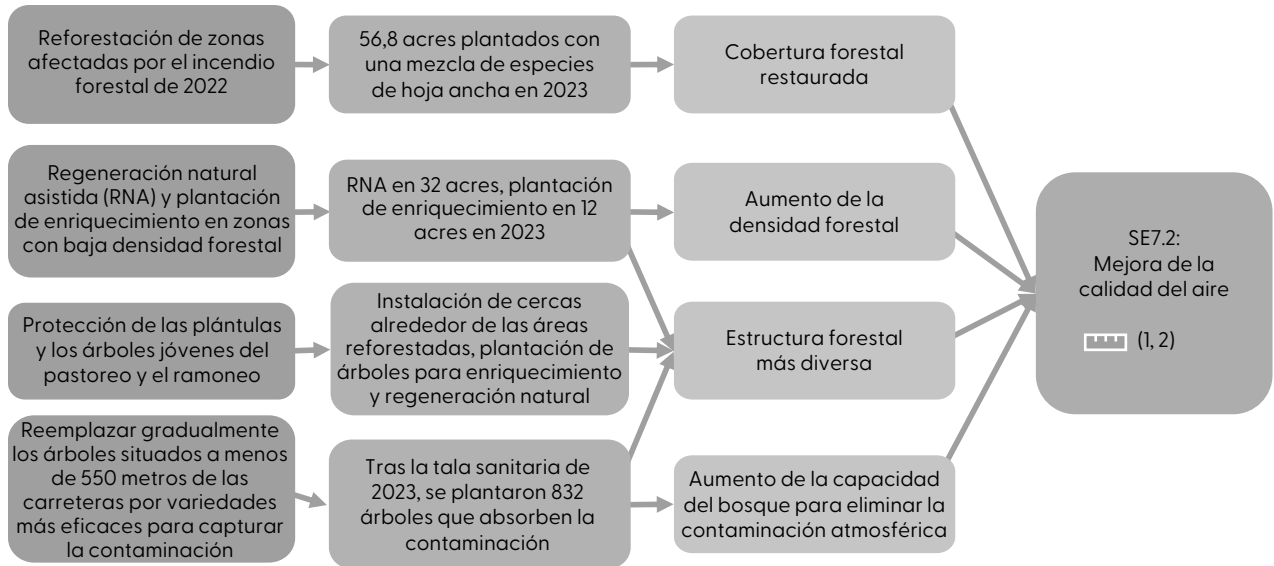 Reforestación de zonas
afectadas por el incendio
forestal de 2022
56,8 acres plantados con
una mezcla de especies
de hoja ancha en 2023
Cobertura forestal
restaurada
Regeneración natural
asistida (RNA) y plantación
de enriquecimiento en zonas
con baja densidad forestal
RNA en 32 acres, plantación
de enriquecimiento en 12
acres en 2023
Aumento de la
densidad forestal
Protección de las plántulas
y los árboles jóvenes del
pastoreo y el ramoneo
Instalación de cercas
alrededor de las áreas
reforestadas, plantación de
árboles para enriquecimiento
y regeneración natural
Estructura forestal
más diversa
Reemplazar gradualmente
los árboles situados a menos
de 550 metros de las
carreteras por variedades
más eficaces para capturar
la contaminación
Tras la tala sanitaria de
2023, se plantaron 832
árboles que absorben la
contaminación
Aumento de la capacidad
del bosque para eliminar la
contaminación atmosférica
SE7.2:
Mejora de la
calidad del aire
(1, 2)